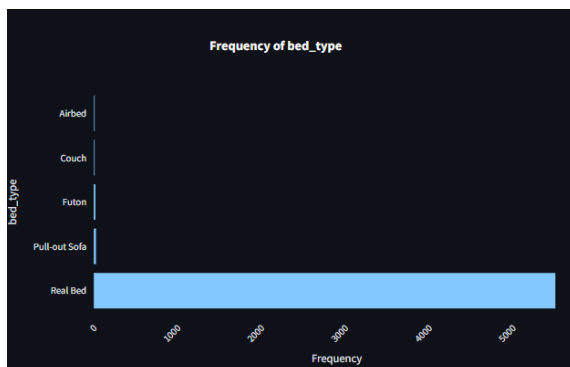 Frequency of bed_type
Airbed
Couch
Futon
Pull-out Sofa
Real Bed
bed_type
0
1000
2000
3000
4000
5000
Frequency